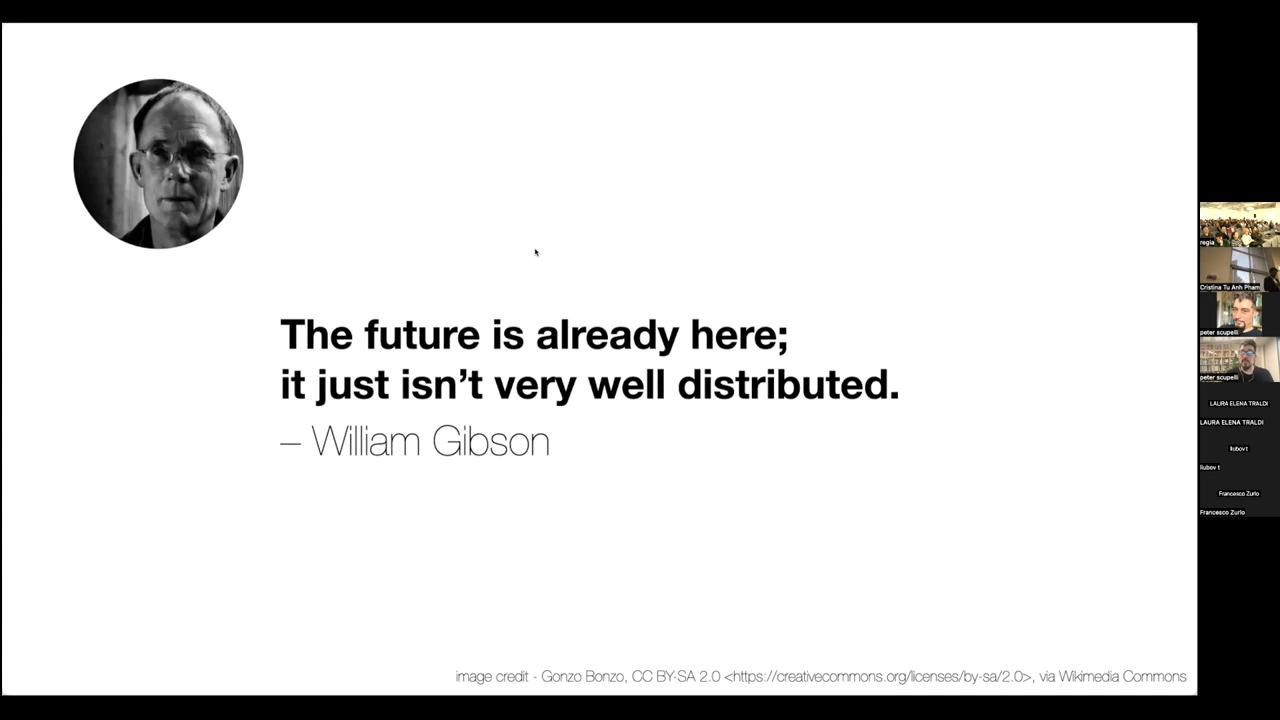 The future is already here;
it just isn’t very well distributed.
– William Gibson
image credit - Gonzo Bonzo, CC BY-SA 2.0 <https://creativecommons.org/licenses/by-sa/2.0>, via Wikimedia Commons
regia
Cristina Tu Anh Pham
peter scupelli
peter scupelli
LAURA ELENA TRALDI
LAURA ELENA TRALDI
liubov t
liubov t
Francesco Zurlo
Francesco Zurlo